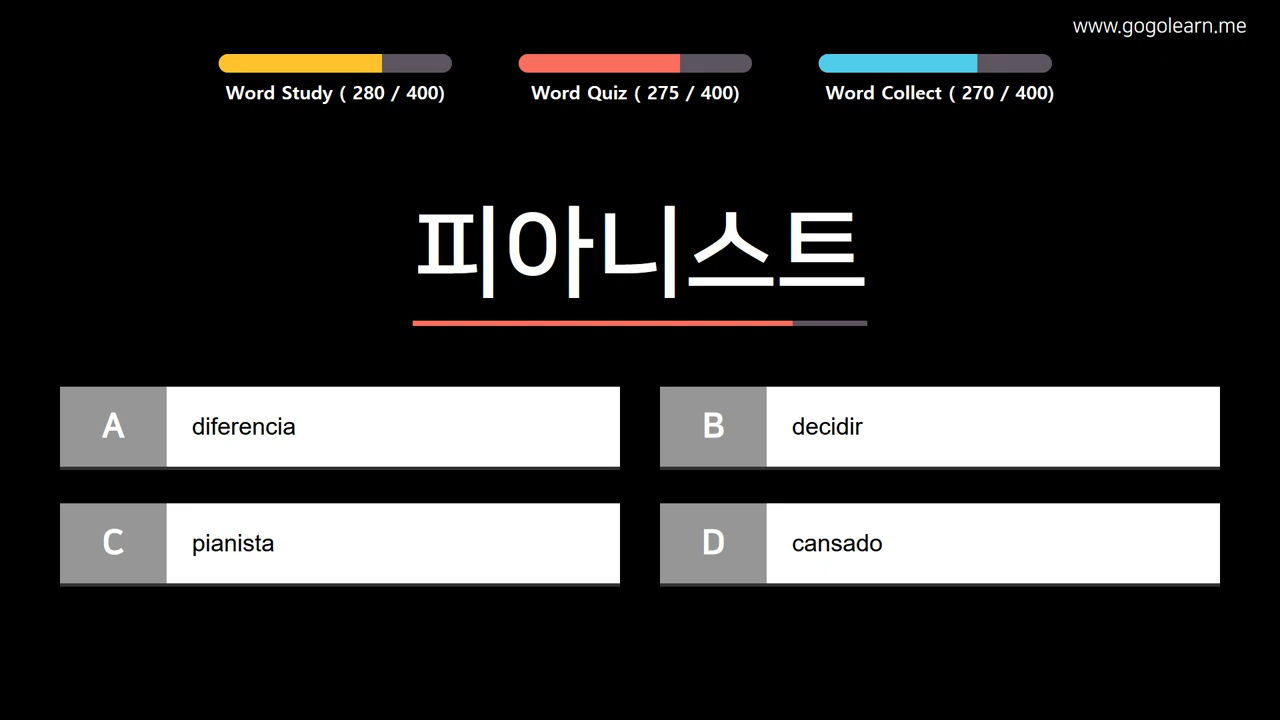 www.gogolearn.me
Word Study ( 280 / 400)
Word Quiz ( 275 / 400)
Word Collect ( 270 / 400)
피아니스트
A diferencia
B decidir
C pianista
D cansado